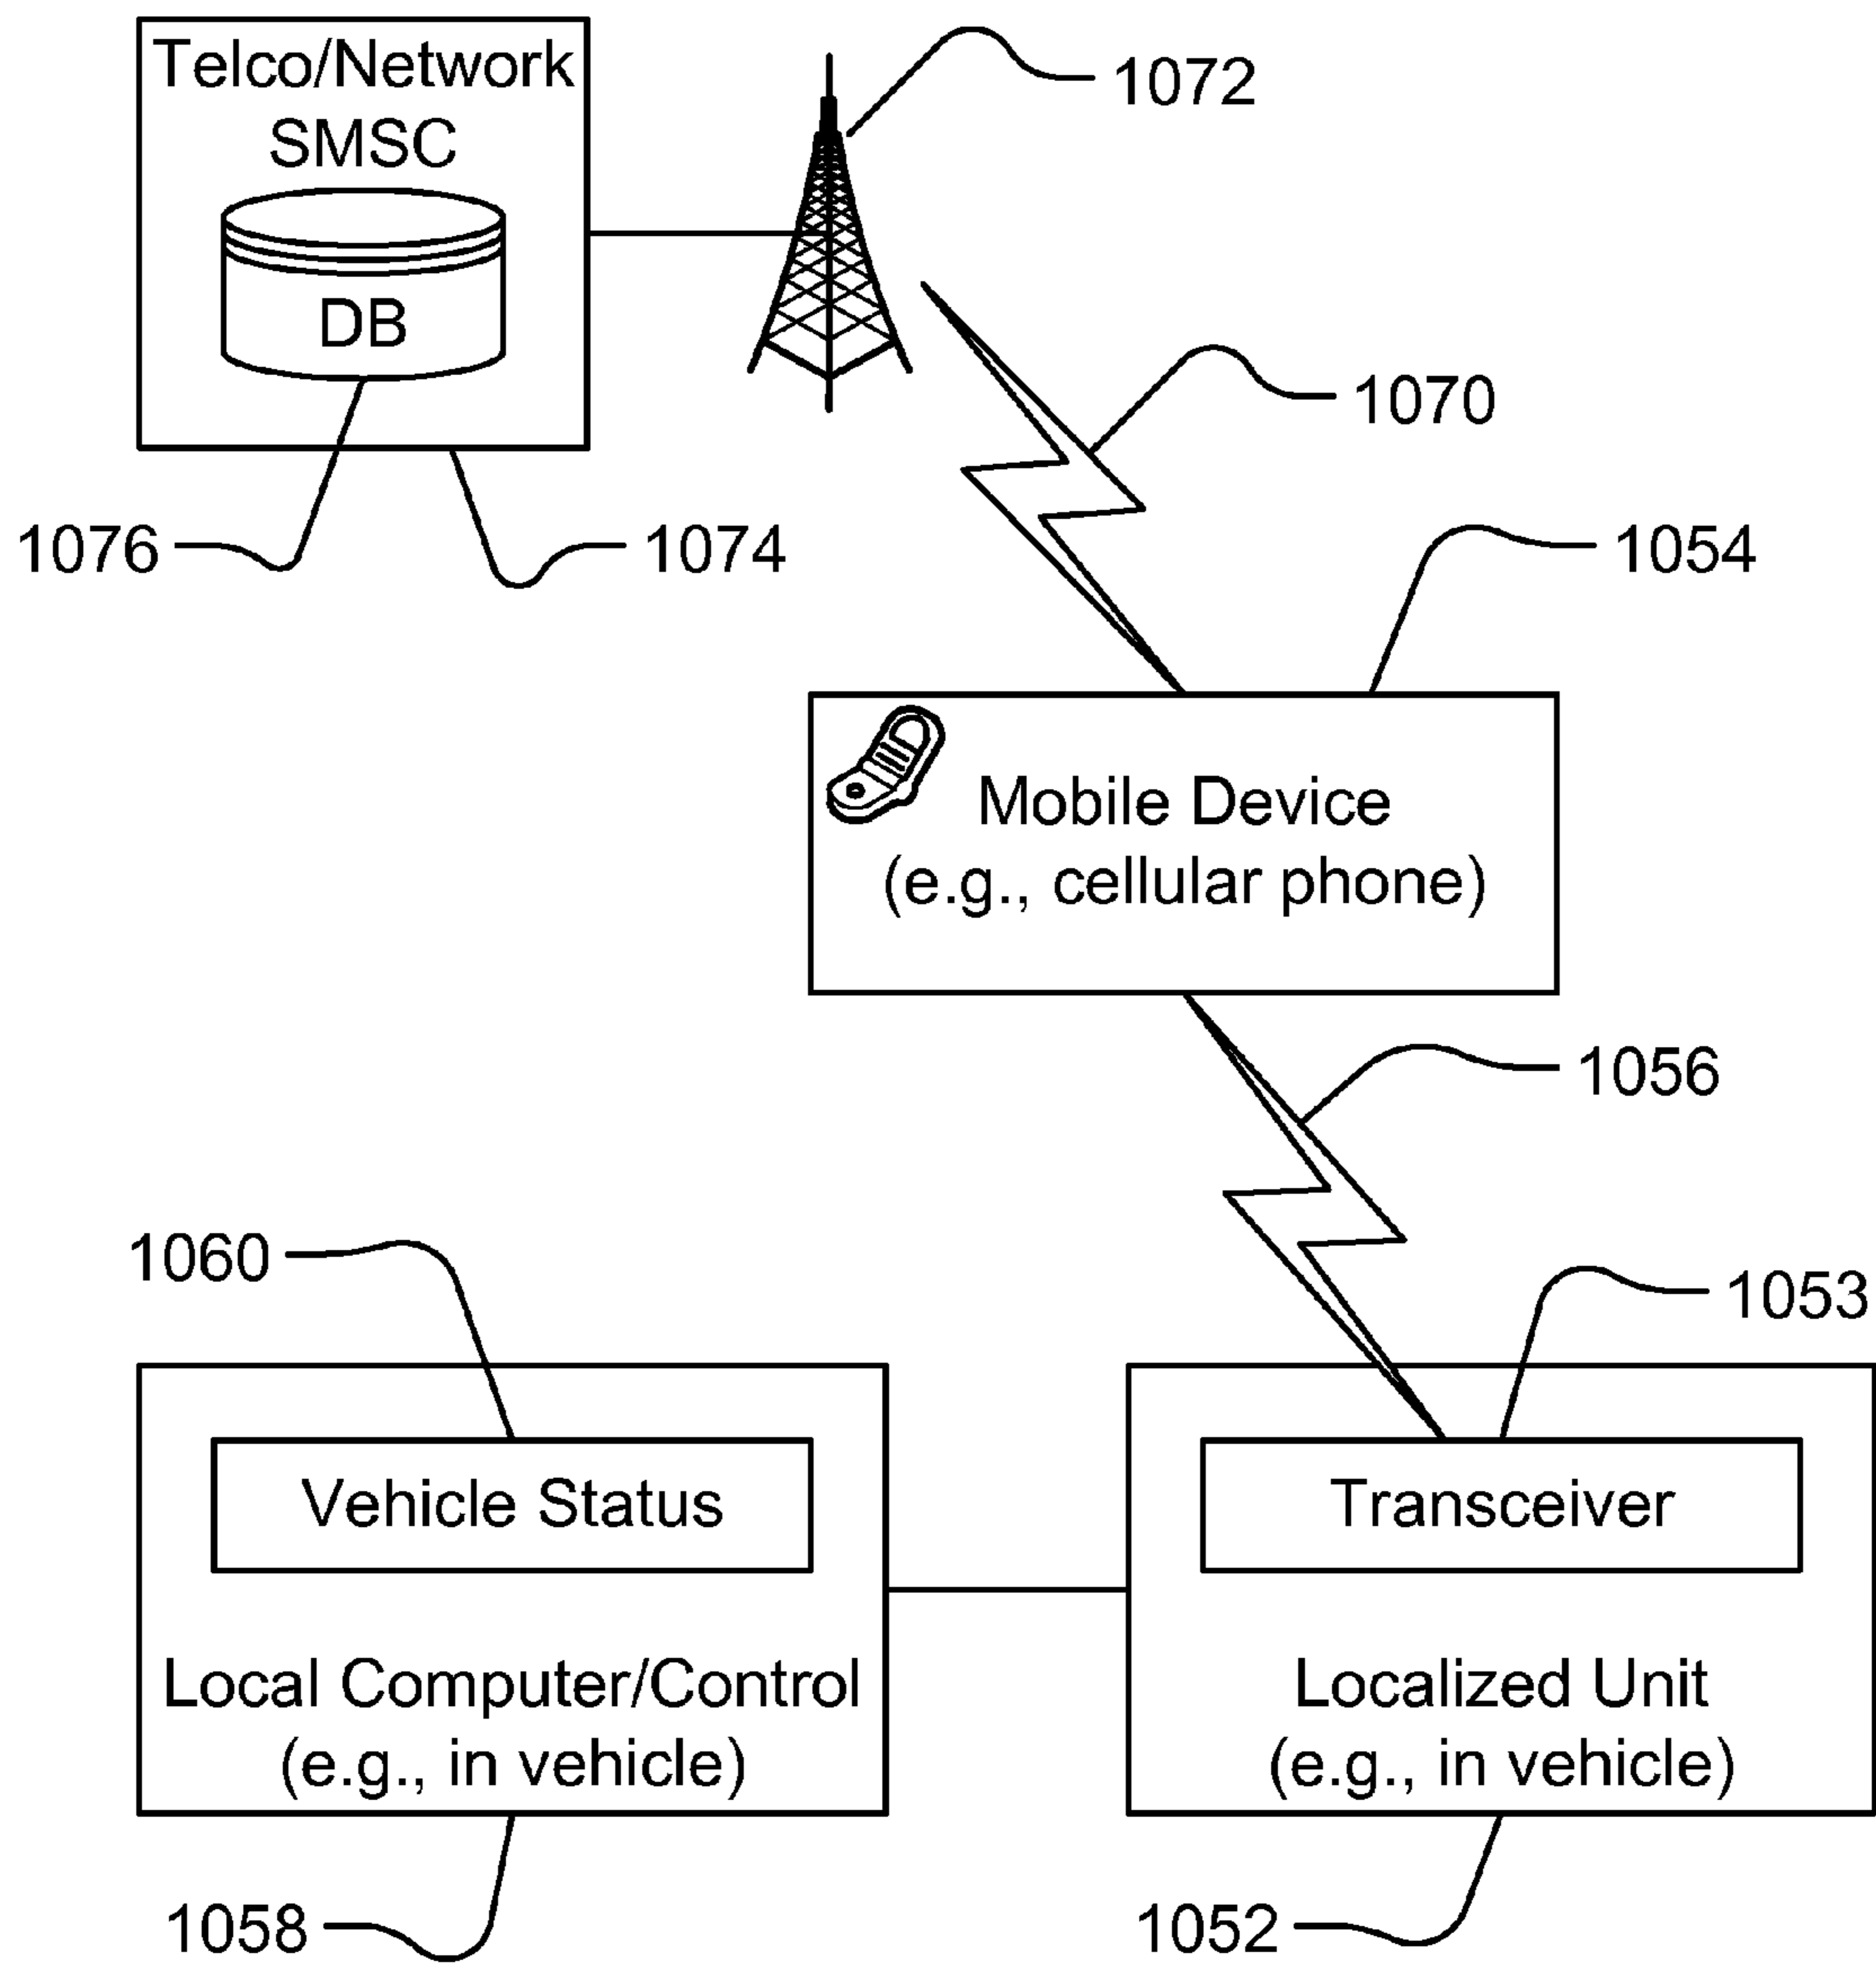 Telco/Network
SMSC
DB
1072
1070
1076
1074
1054
Mobile Device
(e.g., cellular phone)
1056
1060
1053
Vehicle Status
Transceiver
Local Computer/Control
(e.g., in vehicle)
Localized Unit
(e.g., in vehicle)
1058
1052